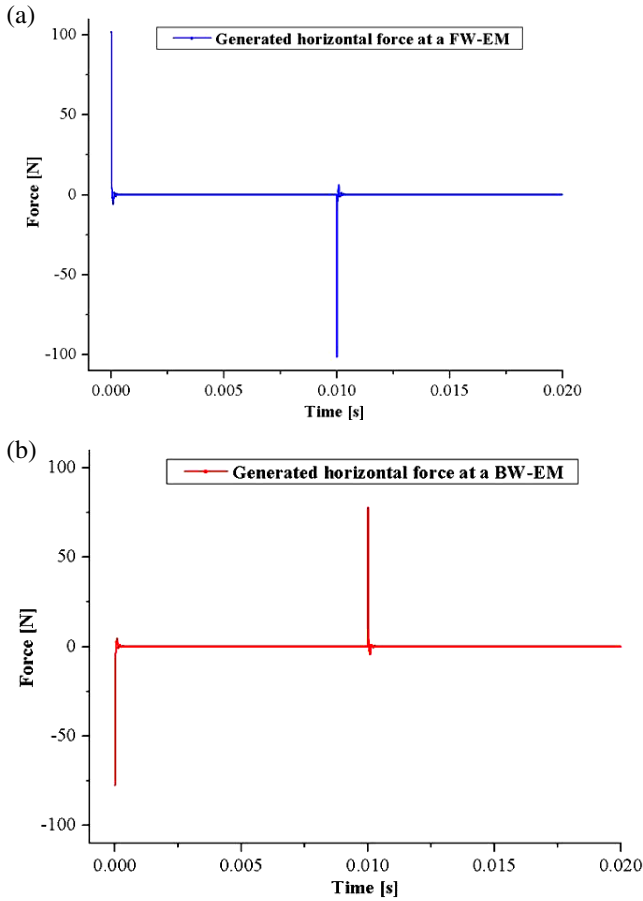 (a)
Generated horizontal force at a FW-EM
100
50
0
-50
-100
Force [N]
0.000 0.005 0.010 0.015 0.020
Time [s]
(b)
Generated horizontal force at a BW-EM
100
50
0
-50
-100
Force [N]
0.000 0.005 0.010 0.015 0.020
Time [s]